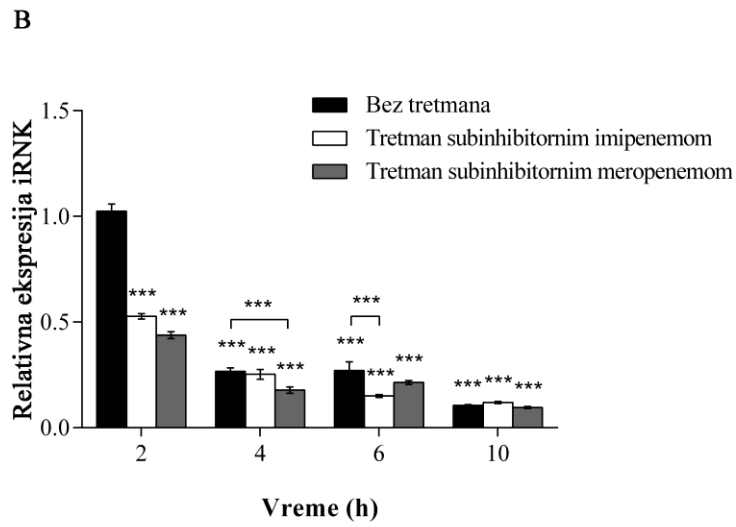 B
Relativna ekspresija iRNK
1.5
1.0
0.5
0.0
Bez tretmana
Tretman subinhibitornim imipenemom
Tretman subinhibitornim meropenemom
*** ***
***
*** *** ***
***
*** *** ***
*** *** ***
2 4 6 10
Vreme (h)